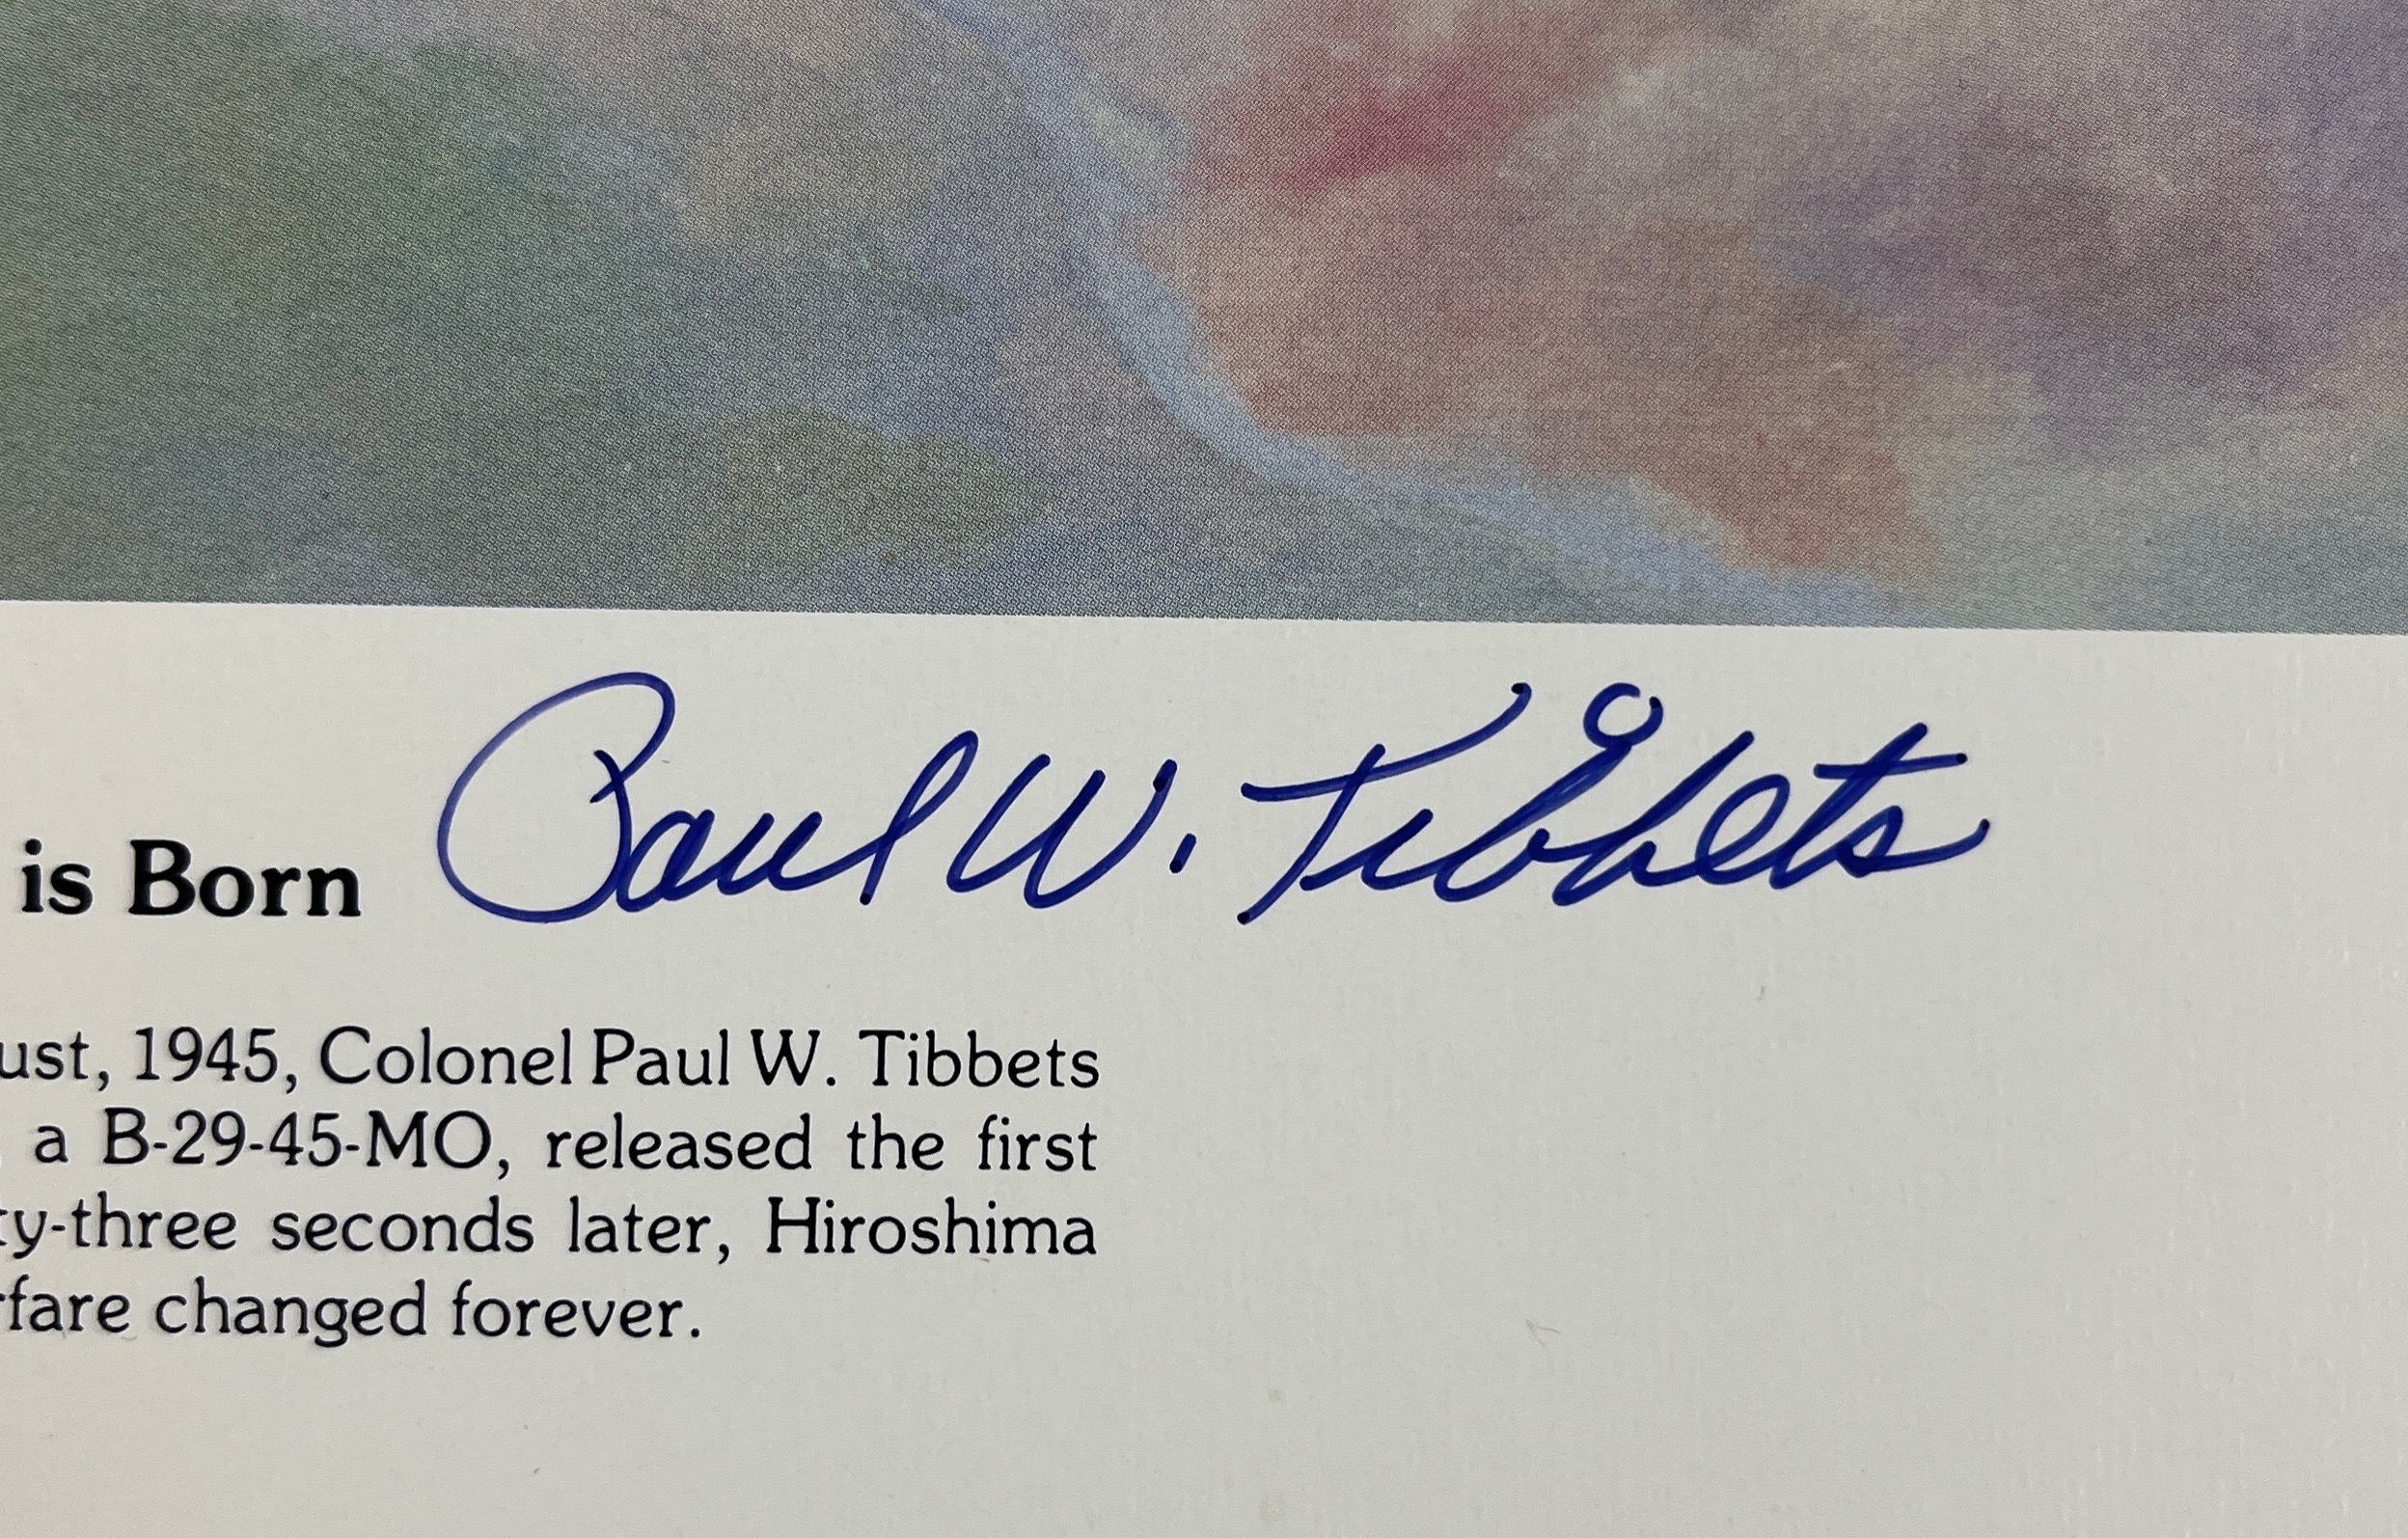 Paul W. Tibbets
is Born
ust, 1945, Colonel Paul W. Tibbets
a B-29-45-MO, released the first
ty-three seconds later, Hiroshima
rfare changed forever.